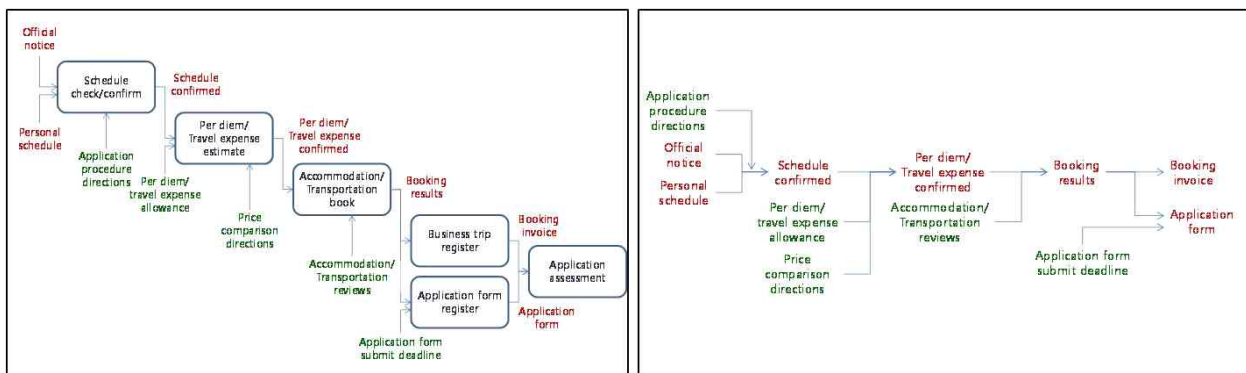 Official
notice
Schedule
check/confirm
Schedule
confirmed
Personal
schedule
Application
procedure
directions
Per diem/
Travel expense
estimate
Per diem/
Travel expense
confirmed
Per diem/
travel expense
allowance
Price
comparison
directions
Accommodation/
Transportation
book
Booking
results
Accommodation/
Transportation
reviews
Business trip
register
Booking
invoice
Application form
register
Application
form
Application form
submit deadline
Application
assessment
Application
procedure
directions
Official
notice
Personal
schedule
Schedule
confirmed
Per diem/
travel expense
allowance
Price
comparison
directions
Per diem/
Travel expense
confirmed
Accommodation/
Transportation
reviews
Booking
results
Application form
submit deadline
Booking
invoice
Application
form